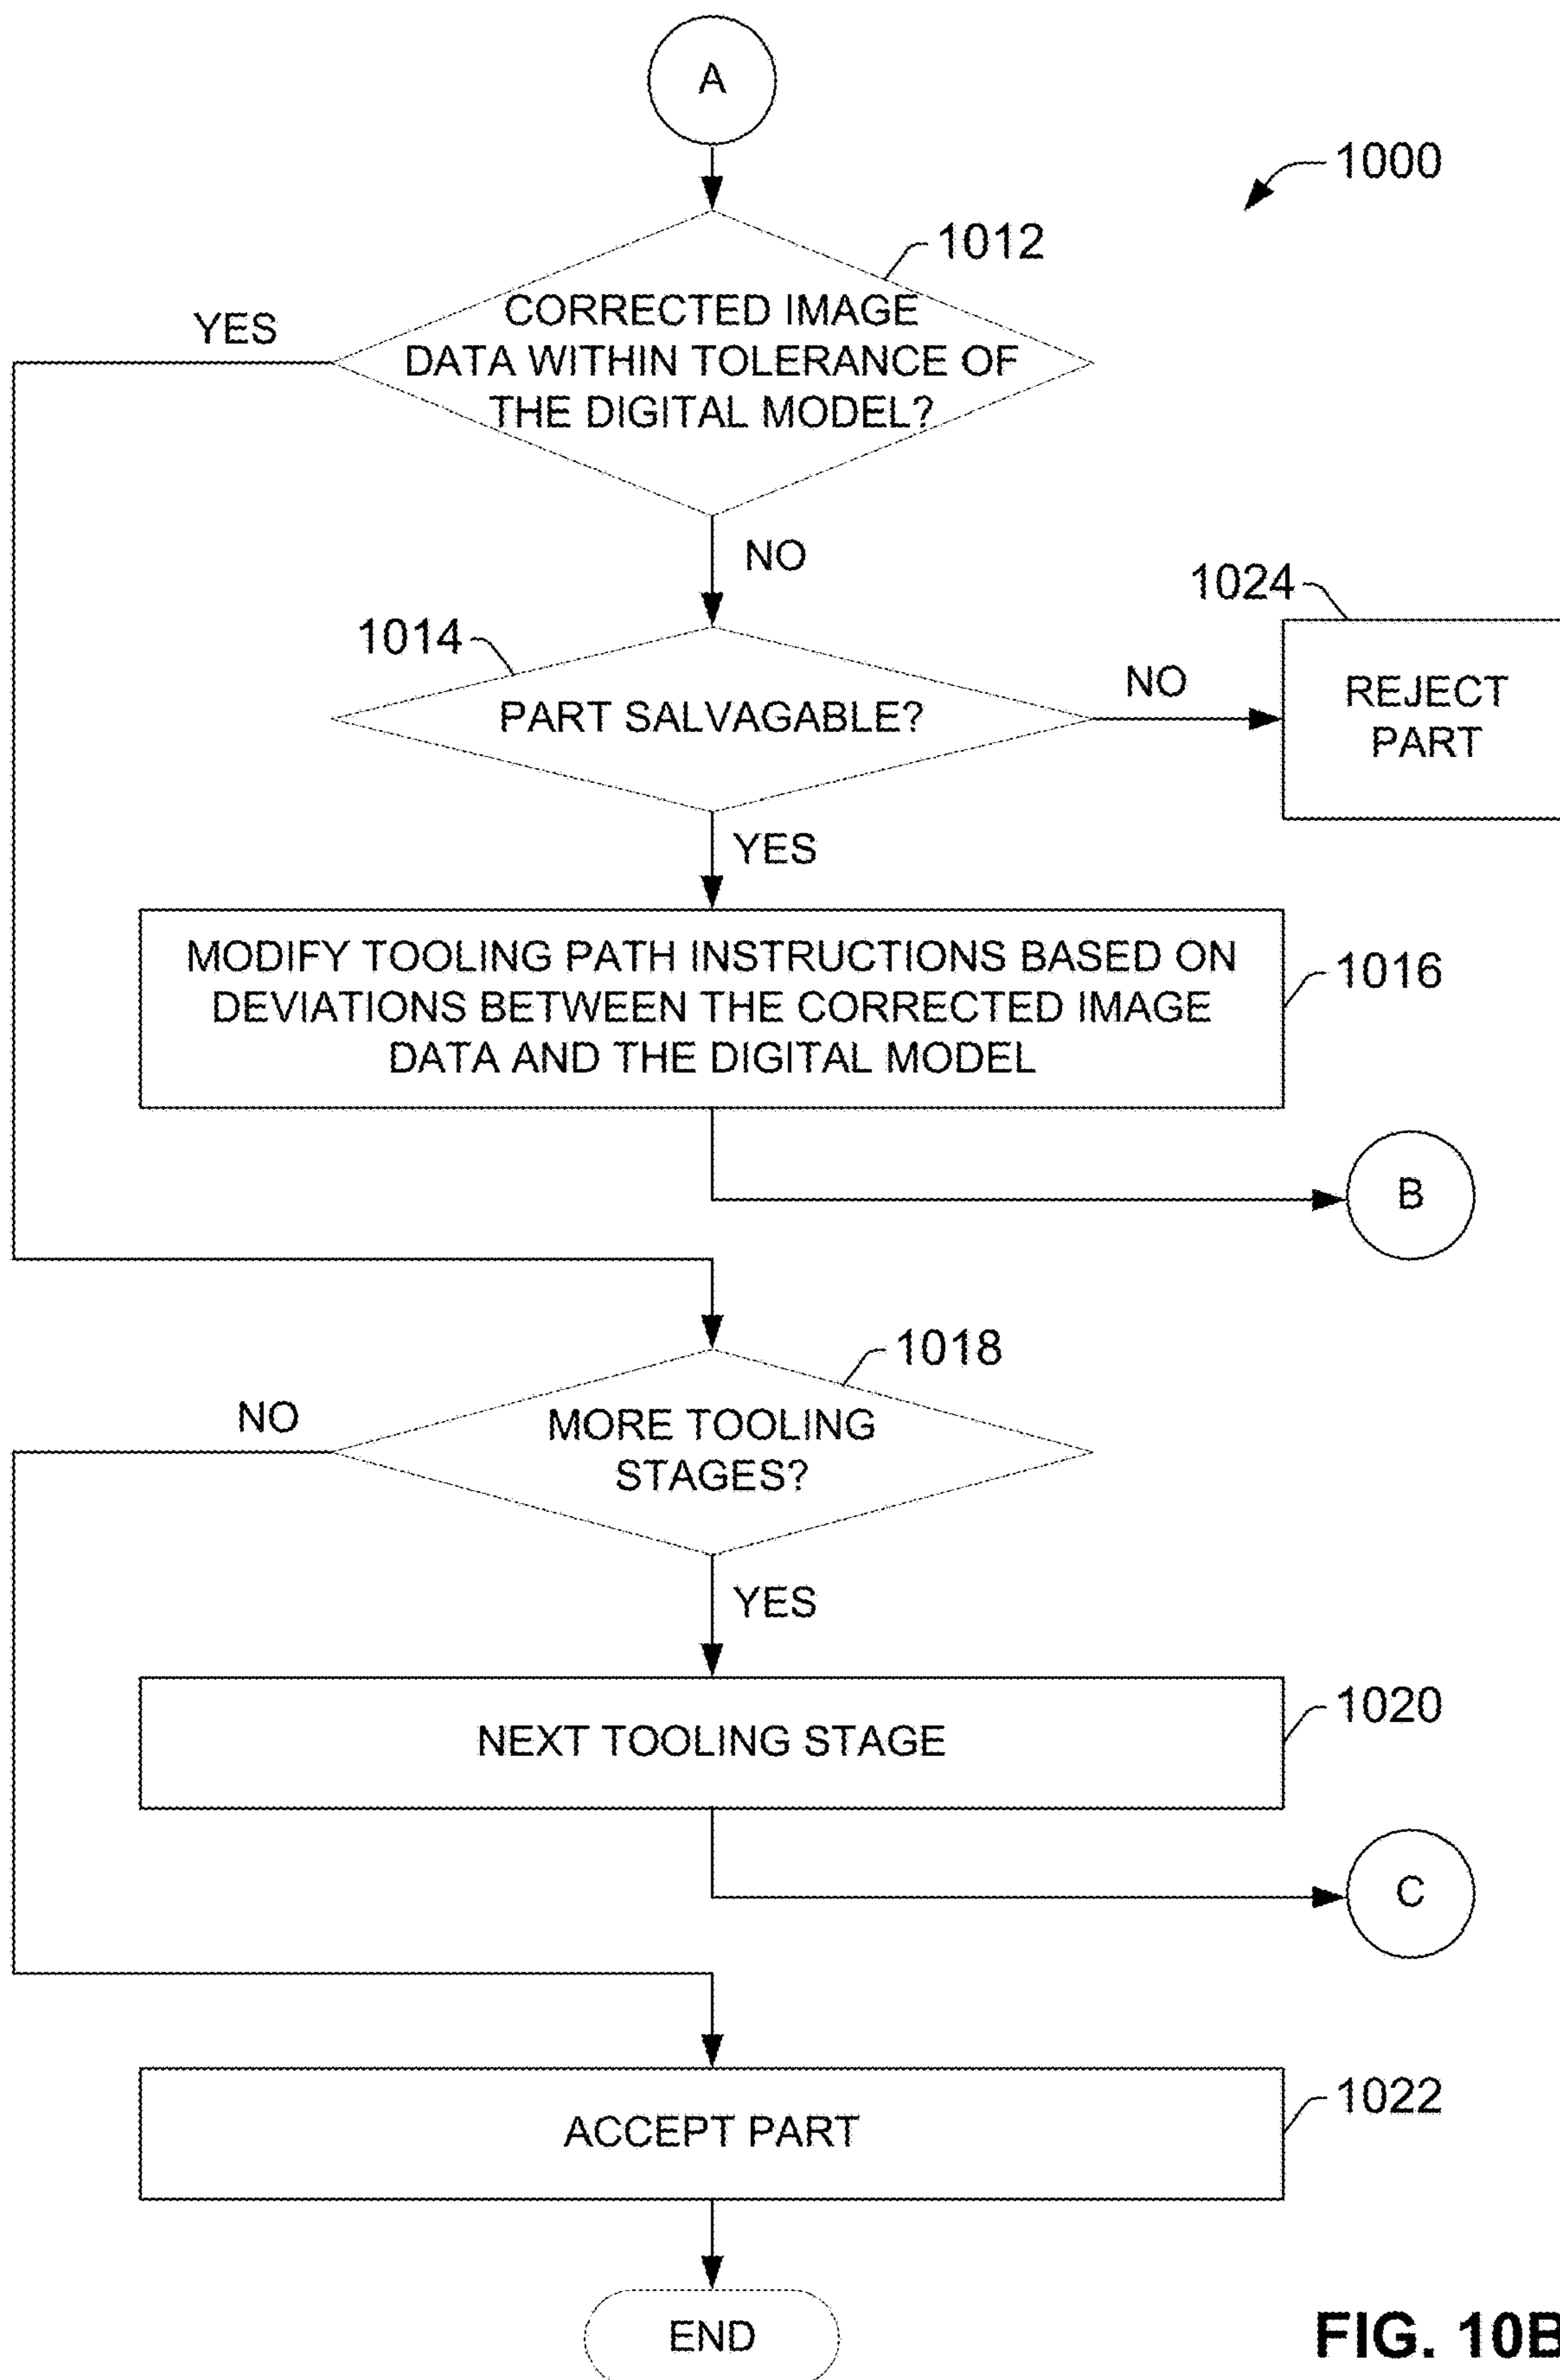 A
1000
1012
YES
CORRECTED IMAGE
DATA WITHIN TOLERANCE OF
THE DIGITAL MODEL?
NO
1024
1014
NO
REJECT
PART
PART SALVAGABLE?
YES
MODIFY TOOLING PATH INSTRUCTIONS BASED ON
DEVIATIONS BETWEEN THE CORRECTED IMAGE
DATA AND THE DIGITAL MODEL
1016
B
1018
NO
MORE TOOLING
STAGES?
YES
NEXT TOOLING STAGE
1020
C
ACCEPT PART
1022
END
FIG. 10B